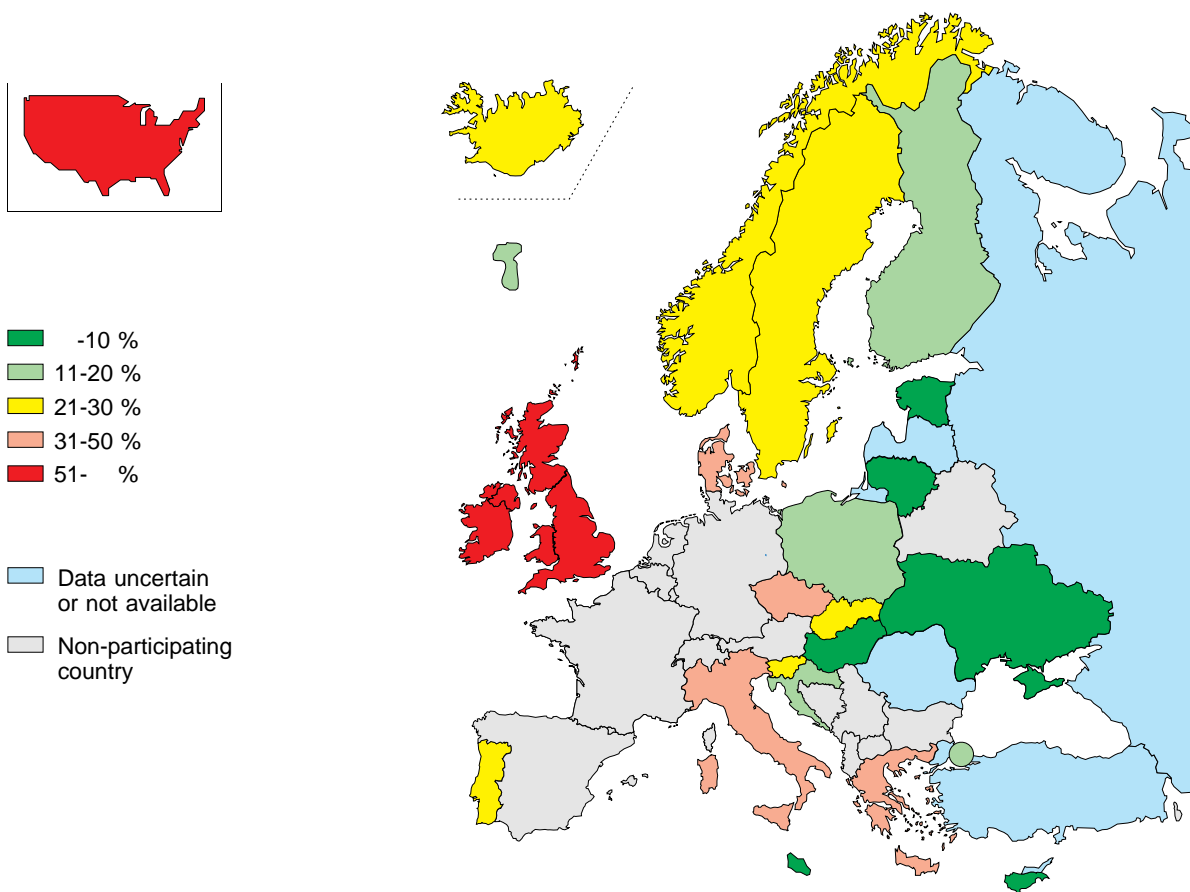 -10 %
11-20 %
21-30 %
31-50 %
51- %
Data uncertain
or not available
Non-participating
country